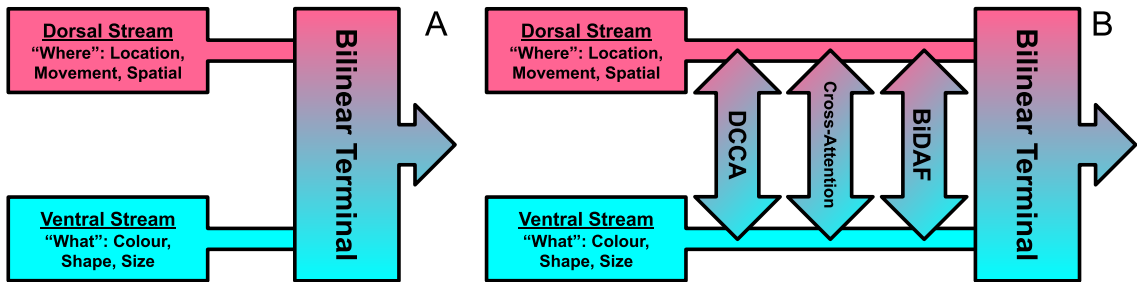 Dorsal Stream
“Where”: Location,
Movement, Spatial
Ventral Stream
“What”: Colour,
Shape, Size
Bilinear Terminal
A
Dorsal Stream
“Where”: Location,
Movement, Spatial
Ventral Stream
“What”: Colour,
Shape, Size
DCCA
Cross-Attention
BiDAF
Bilinear Terminal
B